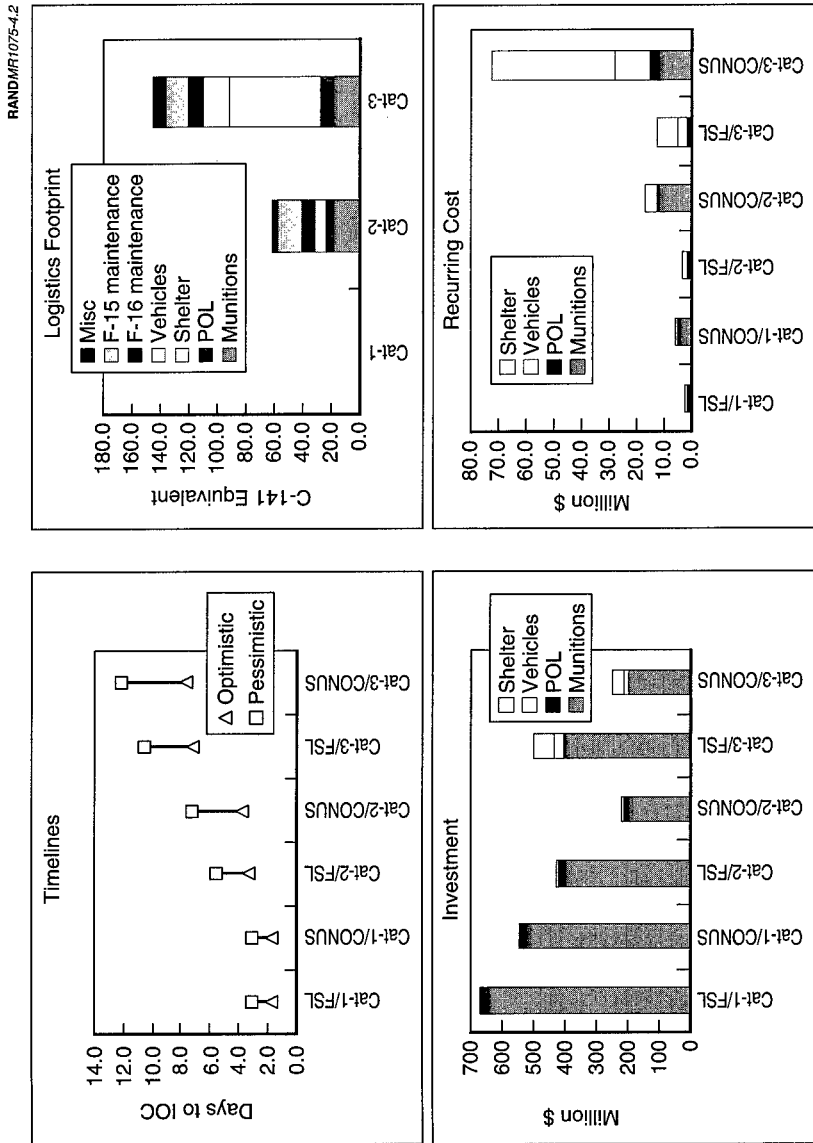 RANDMR1075-4.2
Timelines
Days to IOC
14.0
12.0
10.0
8.0
6.0
4.0
2.0
0.0
Optimistic
Pessimistic
Cat-1/FSL
Cat-1/CONUS
Cat-2/FSL
Cat-2/CONUS
Cat-3/FSL
Cat-3/CONUS
Logistics Footprint
C-141 Equivalent
180.0
160.0
140.0
120.0
100.0
80.0
60.0
40.0
20.0
0.0
Misc
F-15 maintenance
F-16 maintenance
Vehicles
Shelter
POL
Munitions
Cat-1
Cat-2
Cat-3
Investment
Million $
700
600
500
400
300
200
100
0
Shelter
Vehicles
POL
Munitions
Cat-1/FSL
Cat-1/CONUS
Cat-2/FSL
Cat-2/CONUS
Cat-3/FSL
Cat-3/CONUS
Recurring Cost
Million $
80.0
70.0
60.0
50.0
40.0
30.0
20.0
10.0
0.0
Shelter
Vehicles
POL
Munitions
Cat-1/FSL
Cat-1/CONUS
Cat-2/FSL
Cat-2/CONUS
Cat-3/FSL
Cat-3/CONUS